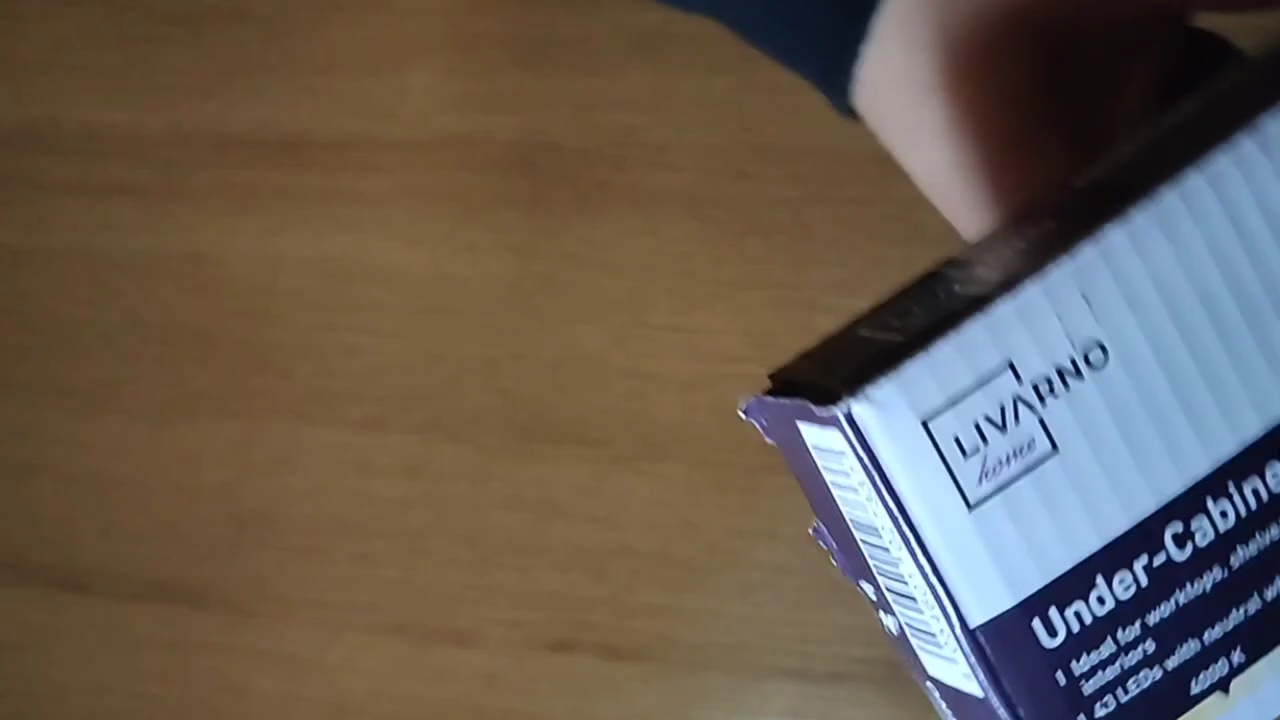 LIVARNO
home
Under-Cabine
Ideal for worktops, shelve
interiors
43 LEDs with neutral wh
4000 K